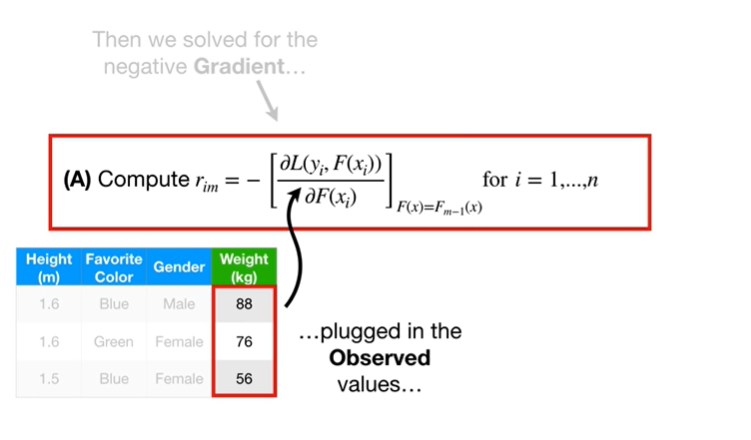 Then we solved for the
negative Gradient…
(A) Compute r_{im} = − [∂L(y_i, F(x_i)) / ∂F(x_i)]_{F(x)=F_{m−1}(x)} for i = 1,...,n
Height (m) Favorite Color Gender Weight (kg)
1.6 Blue Male 88
1.6 Green Female 76
1.5 Blue Female 56
…plugged in the
Observed
values…